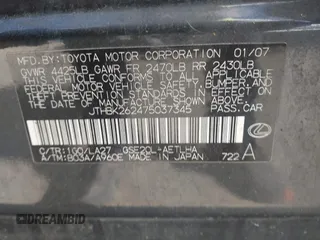 MFD.BY:TOYOTA MOTOR CORPORATION 01/07
GVWR 4425LB GAWR FR 2470LB RR 2430LB
THIS VEHICLE CONFORMS TO ALL APPLICABLE
FEDERAL MOTOR VEHICLE SAFETY, BUMPER, AND
THEFT PREVENTION STANDARDS IN EFFECT ON THE DATE
OF MANUFACTURE SHOWN ABOVE.
JTHBK262475037345 PASS.CAR
C/TR:1G0/LA27 GSE20L-AETLHA
A/TM:B03A/A960E MADE IN JAPAN 722 A
DREAMBID